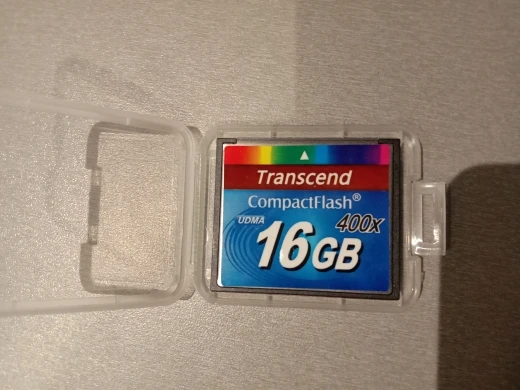 Transcend
CompactFlash®
UDMA 400x
16GB